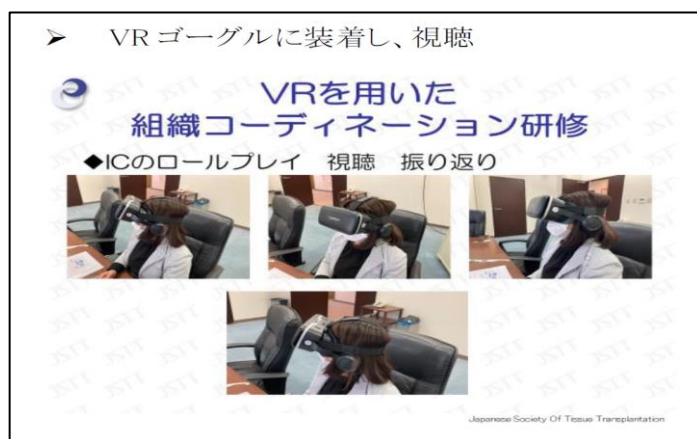 ➤ VRゴーグルに装着し、視聴
VRを用いた
組織コーディネーション研修
◆ICのロールプレイ 視聴 振り返り
Japanese Society Of Tissue Transplantation